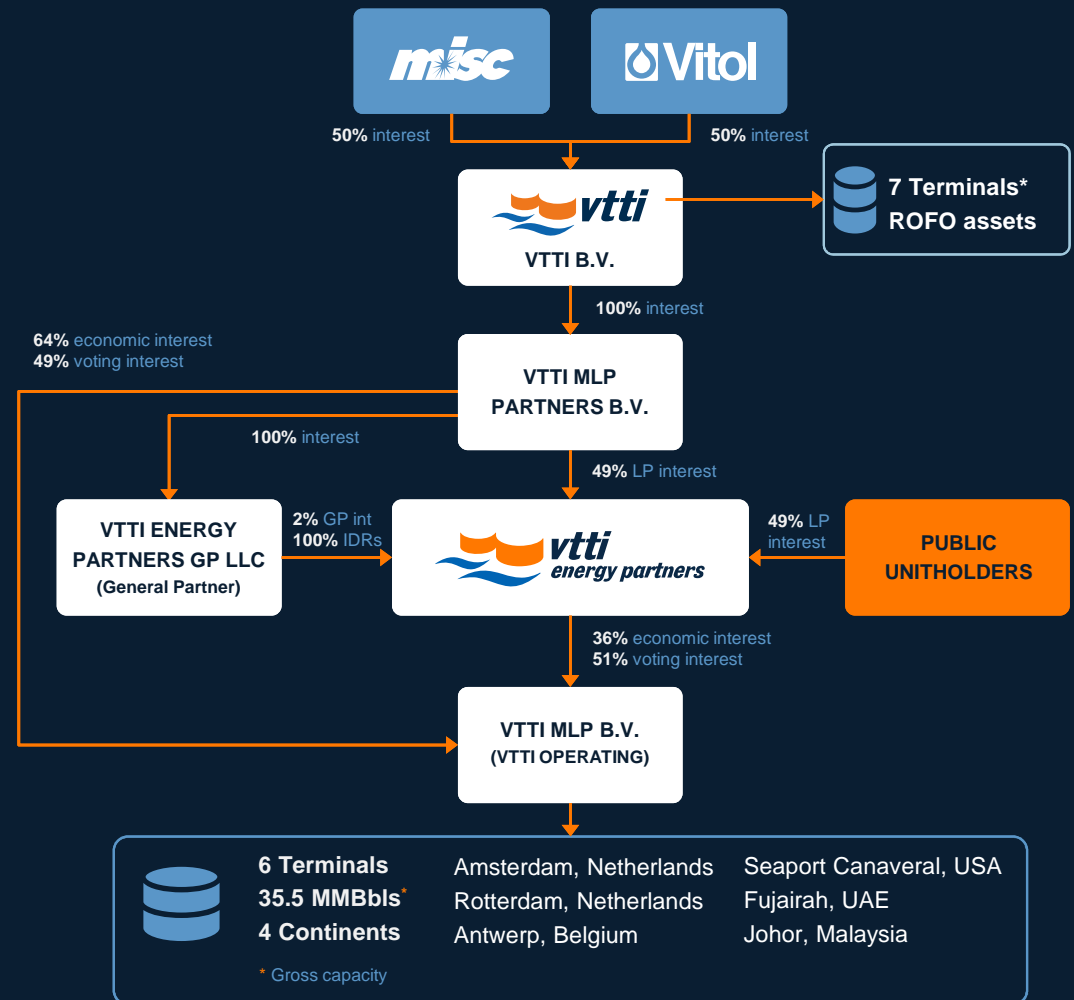 misc
Vitol
50% interest
50% interest
vtti
VTTI B.V.
7 Terminals*
ROFO assets
100% interest
64% economic interest
49% voting interest
VTTI MLP
PARTNERS B.V.
100% interest
49% LP interest
VTTI ENERGY
PARTNERS GP LLC
(General Partner)
2% GP int
100% IDRs
vtti
energy partners
49% LP
interest
PUBLIC
UNITHOLDERS
36% economic interest
51% voting interest
VTTI MLP B.V.
(VTTI OPERATING)
6 Terminals
35.5 MMBbls*
4 Continents
* Gross capacity
Amsterdam, Netherlands
Rotterdam, Netherlands
Antwerp, Belgium
Seaport Canaveral, USA
Fujairah, UAE
Johor, Malaysia